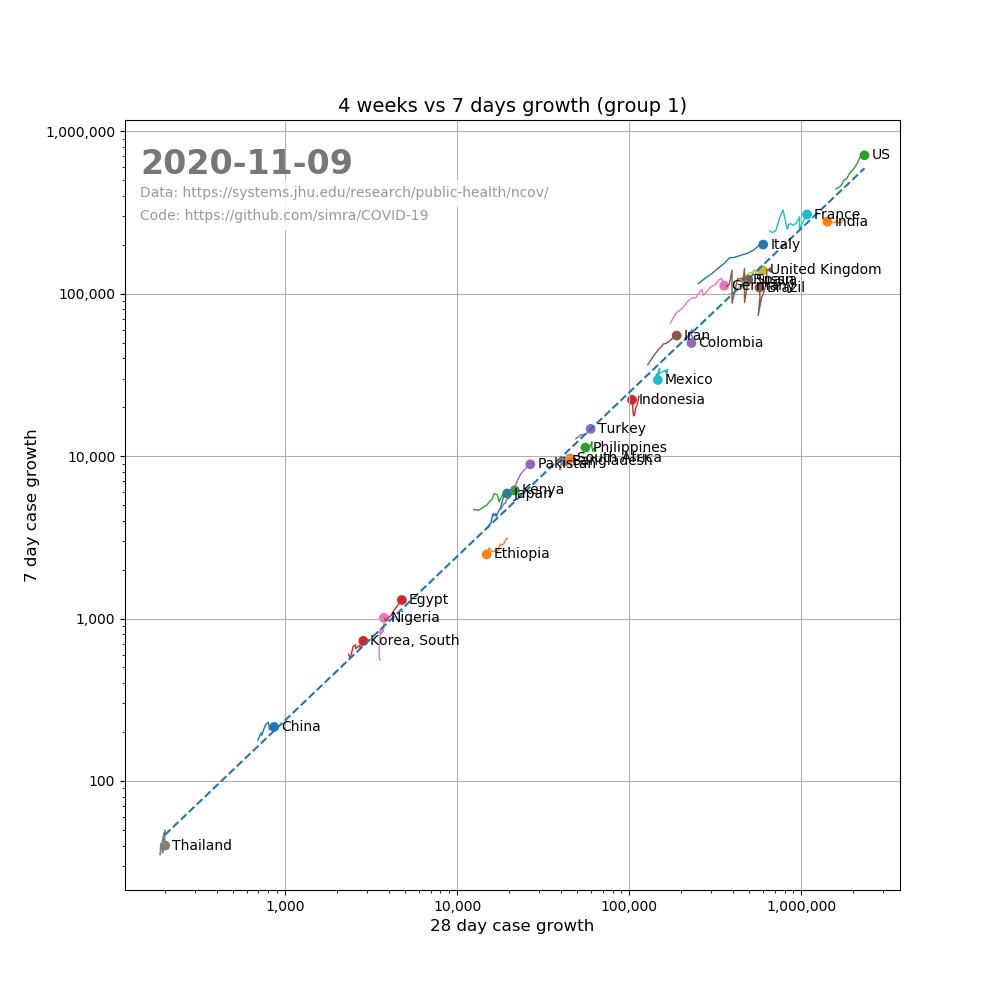 4 weeks vs 7 days growth (group 1)
1,000,000
2020-11-09
US
Data: https://systems.jhu.edu/research/public-health/ncov/
Code: https://github.com/simra/COVID-19
France
India
Italy
United Kingdom
Russia
Spain
Germany
Brazil
100,000
Iran
Colombia
Mexico
Indonesia
Turkey
Philippines
South Africa
Bangladesh
10,000
Pakistan
Kenya
Japan
Ethiopia
Egypt
1,000
Nigeria
Korea, South
China
100
Thailand
7 day case growth
1,000
10,000
100,000
1,000,000
28 day case growth